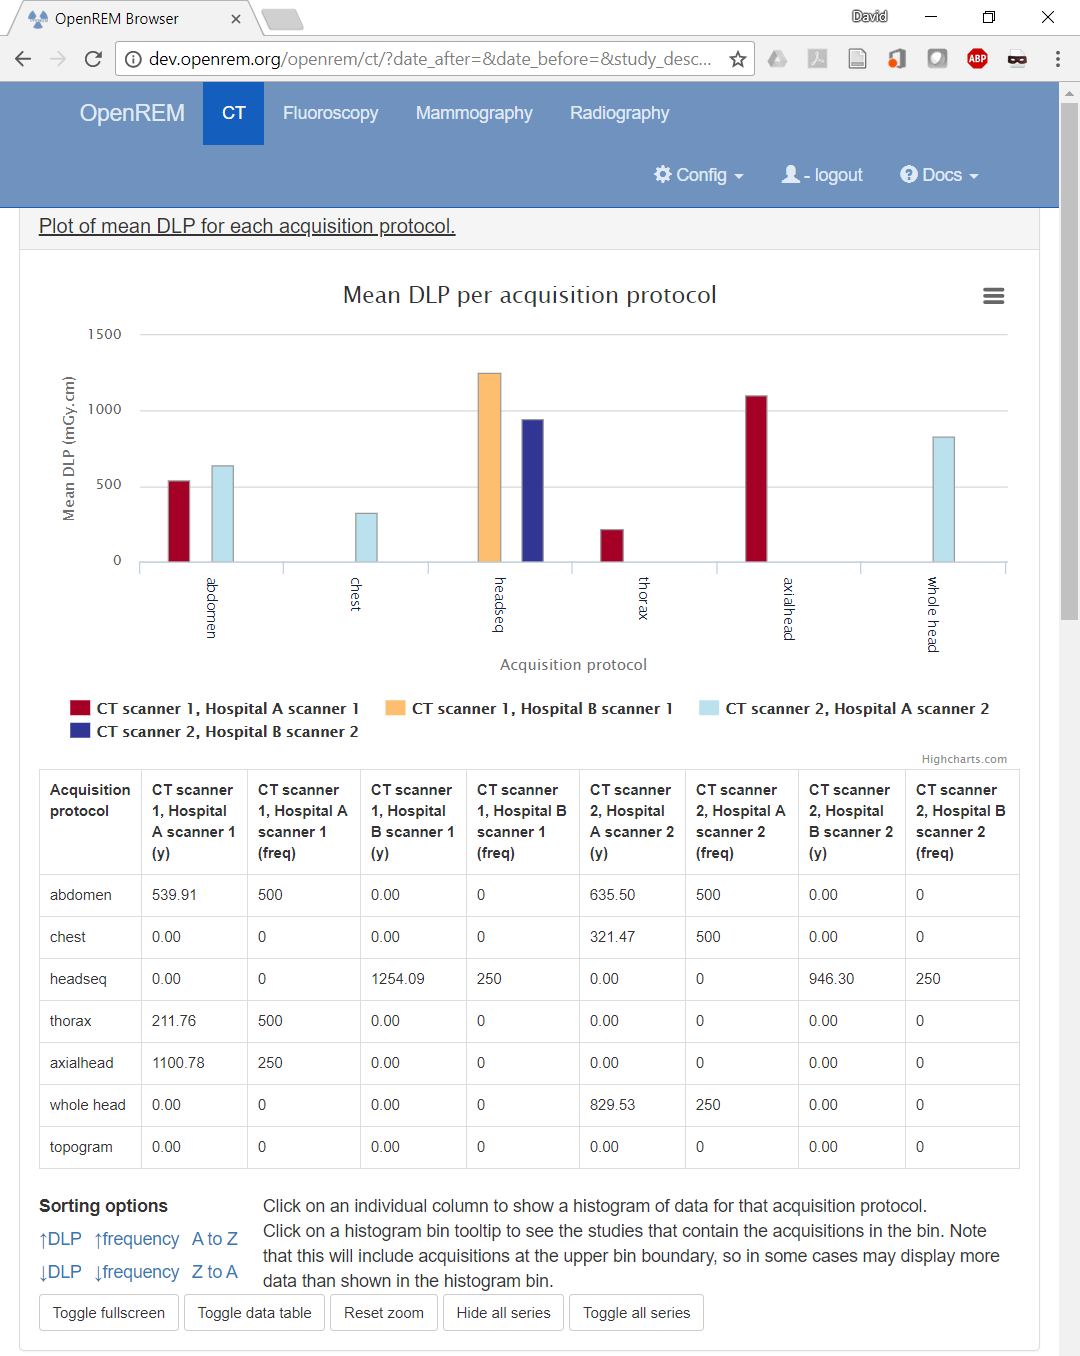 OpenREM Browser
David
dev.openrem.org/openrem/ct/?date_after=&date_before=&study_desc...
ABP
OpenREM CT Fluoroscopy Mammography Radiography
Config - logout Docs
Plot of mean DLP for each acquisition protocol.
Mean DLP per acquisition protocol
1500
1000
500
0
Mean DLP (mGy.cm)
abdomen
chest
headseq
thorax
axialhead
whole head
Acquisition protocol
CT scanner 1, Hospital A scanner 1 CT scanner 1, Hospital B scanner 1 CT scanner 2, Hospital A scanner 2
CT scanner 2, Hospital B scanner 2
Highcharts.com
Acquisition CT scanner CT scanner CT scanner CT scanner CT scanner CT scanner CT scanner CT scanner
protocol 1, Hospital 1, Hospital A 1, Hospital 1, Hospital B 2, Hospital 2, Hospital A 2, Hospital 2, Hospital B
A scanner 1 scanner 1 B scanner 1 scanner 1 A scanner 2 scanner 2 B scanner 2 scanner 2
(y) (freq) (y) (freq) (y) (freq) (y) (freq)
abdomen 539.91 500 0.00 0 635.50 500 0.00 0
chest 0.00 0 0.00 0 321.47 500 0.00 0
headseq 0.00 0 1254.09 250 0.00 0 946.30 250
thorax 211.76 500 0.00 0 0.00 0 0.00 0
axialhead 1100.78 250 0.00 0 0.00 0 0.00 0
whole head 0.00 0 0.00 0 829.53 250 0.00 0
topogram 0.00 0 0.00 0 0.00 0 0.00 0
Sorting options
↑DLP ↑frequency A to Z
↓DLP ↓frequency Z to A
Click on an individual column to show a histogram of data for that acquisition protocol.
Click on a histogram bin tooltip to see the studies that contain the acquisitions in the bin. Note
that this will include acquisitions at the upper bin boundary, so in some cases may display more
data than shown in the histogram bin.
Toggle fullscreen Toggle data table Reset zoom Hide all series Toggle all series